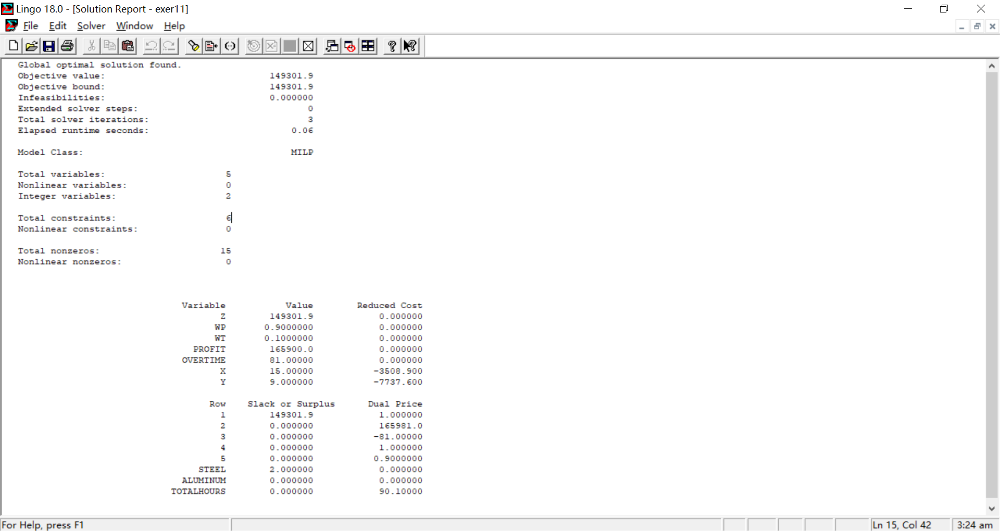 Lingo 18.0 - [Solution Report - exer11]
File Edit Solver Window Help
Global optimal solution found.
Objective value: 149301.9
Objective bound: 149301.9
Infeasibilities: 0.000000
Extended solver steps: 0
Total solver iterations: 3
Elapsed runtime seconds: 0.06
Model Class: MILP
Total variables: 5
Nonlinear variables: 0
Integer variables: 2
Total constraints: 6
Nonlinear constraints: 0
Total nonzeros: 15
Nonlinear nonzeros: 0
Variable Value Reduced Cost
Z 149301.9 0.000000
WP 0.9000000 0.000000
WT 0.1000000 0.000000
PROFIT 165900.0 0.000000
OVERTIME 81.00000 0.000000
X 15.00000 -3508.900
Y 9.000000 -7737.600
Row Slack or Surplus Dual Price
1 149301.9 1.000000
2 0.000000 165981.0
3 0.000000 -81.00000
4 0.000000 1.000000
5 0.000000 0.9000000
STEEL 2.000000 0.000000
ALUMINUM 0.000000 0.000000
TOTALHOURS 0.000000 90.10000
For Help, press F1 Ln 15, Col 42 3:24 am